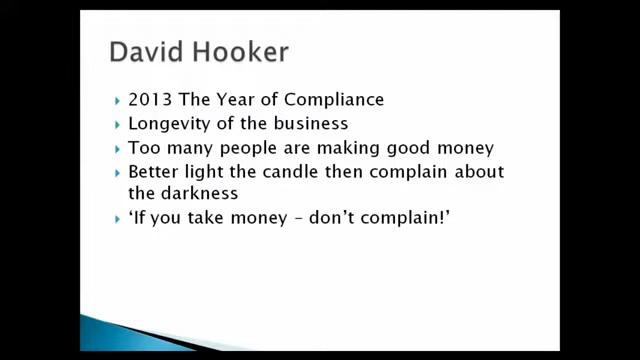 David Hooker
2013 The Year of Compliance
Longevity of the business
Too many people are making good money
Better light the candle then complain about
the darkness
‘If you take money – don’t complain!’